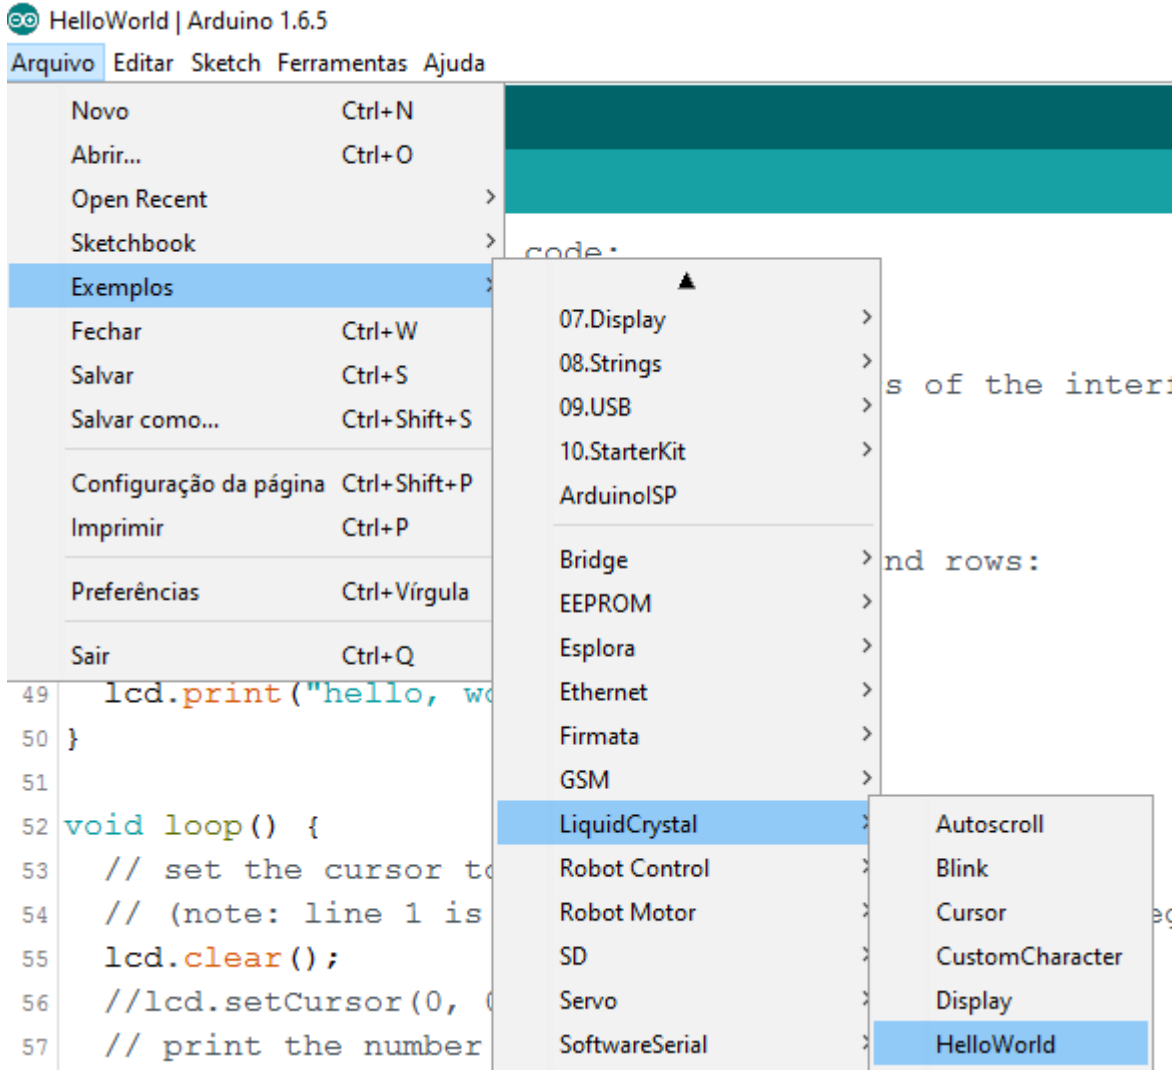 HelloWorld | Arduino 1.6.5
Arquivo Editar Sketch Ferramentas Ajuda
Novo Ctrl+N
Abrir... Ctrl+O
Open Recent
Sketchbook
Exemplos
Fechar Ctrl+W
Salvar Ctrl+S
Salvar como... Ctrl+Shift+S
Configuração da página Ctrl+Shift+P
Imprimir Ctrl+P
Preferências Ctrl+Vírgula
Sair Ctrl+Q
code:
07.Display
08.Strings
09.USB
10.StarterKit
ArduinoISP
Bridge
EEPROM
Esplora
Ethernet
Firmata
GSM
LiquidCrystal
Robot Control
Robot Motor
SD
Servo
SoftwareSerial
Autoscroll
Blink
Cursor
CustomCharacter
Display
HelloWorld
s of the interf
nd rows:
49 lcd.print("hello, wo
50 }
51
52 void loop() {
53 // set the cursor to
54 // (note: line 1 is
55 lcd.clear();
56 //lcd.setCursor(0,
57 // print the number